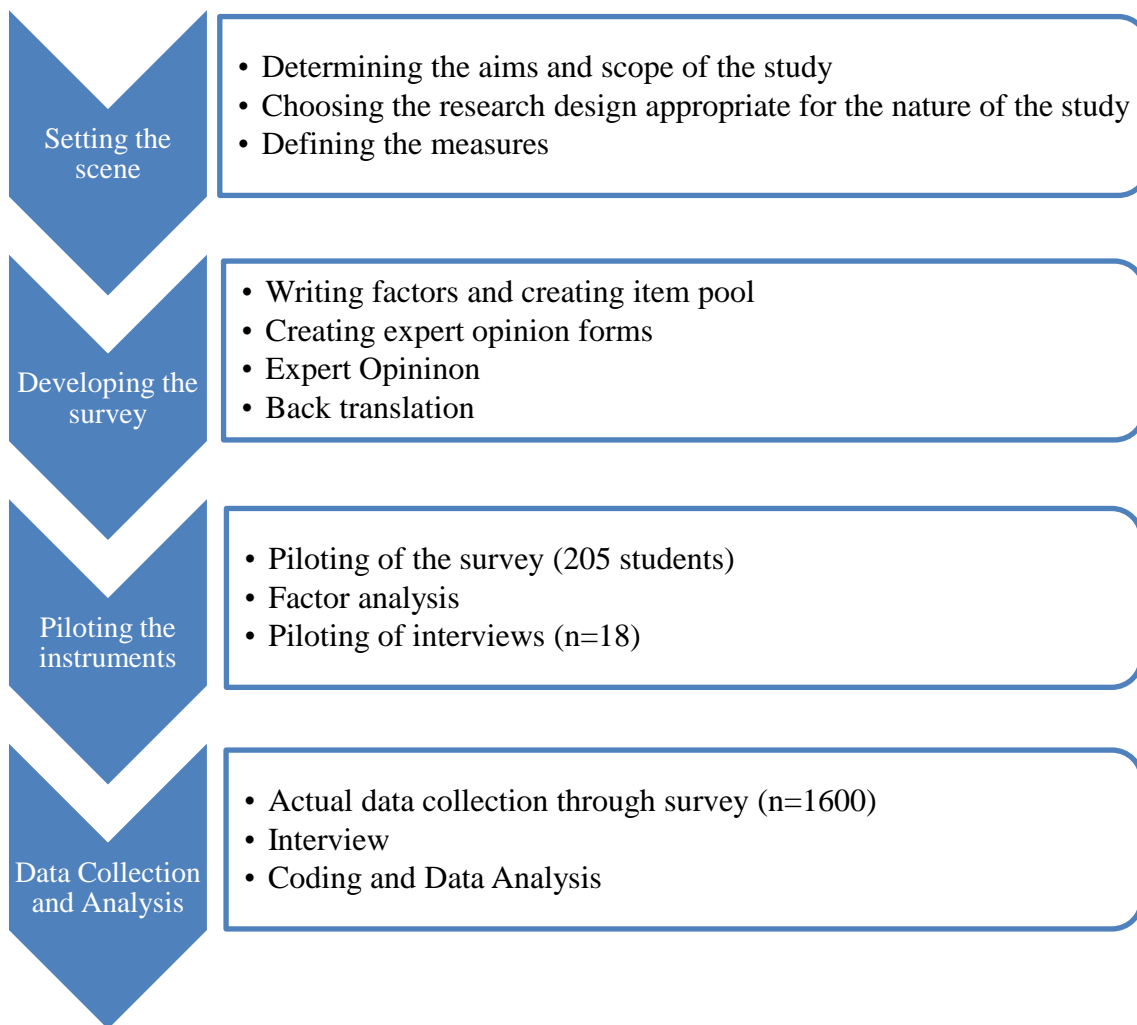 Setting the
scene
• Determining the aims and scope of the study
• Choosing the research design appropriate for the nature of the study
• Defining the measures
Developing the
survey
• Writing factors and creating item pool
• Creating expert opinion forms
• Expert Opininon
• Back translation
Piloting the
instruments
• Piloting of the survey (205 students)
• Factor analysis
• Piloting of interviews (n=18)
Data Collection
and Analysis
• Actual data collection through survey (n=1600)
• Interview
• Coding and Data Analysis